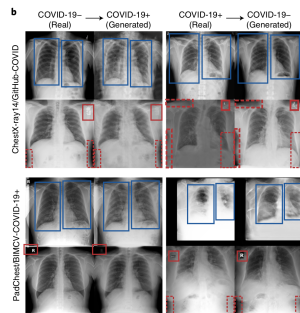 b
COVID-19– → COVID-19+
(Real) (Generated)
COVID-19+ → COVID-19–
(Real) (Generated)
ChestX-ray14/GitHub-COVID
PadChest/BIMCV-COVID-19+